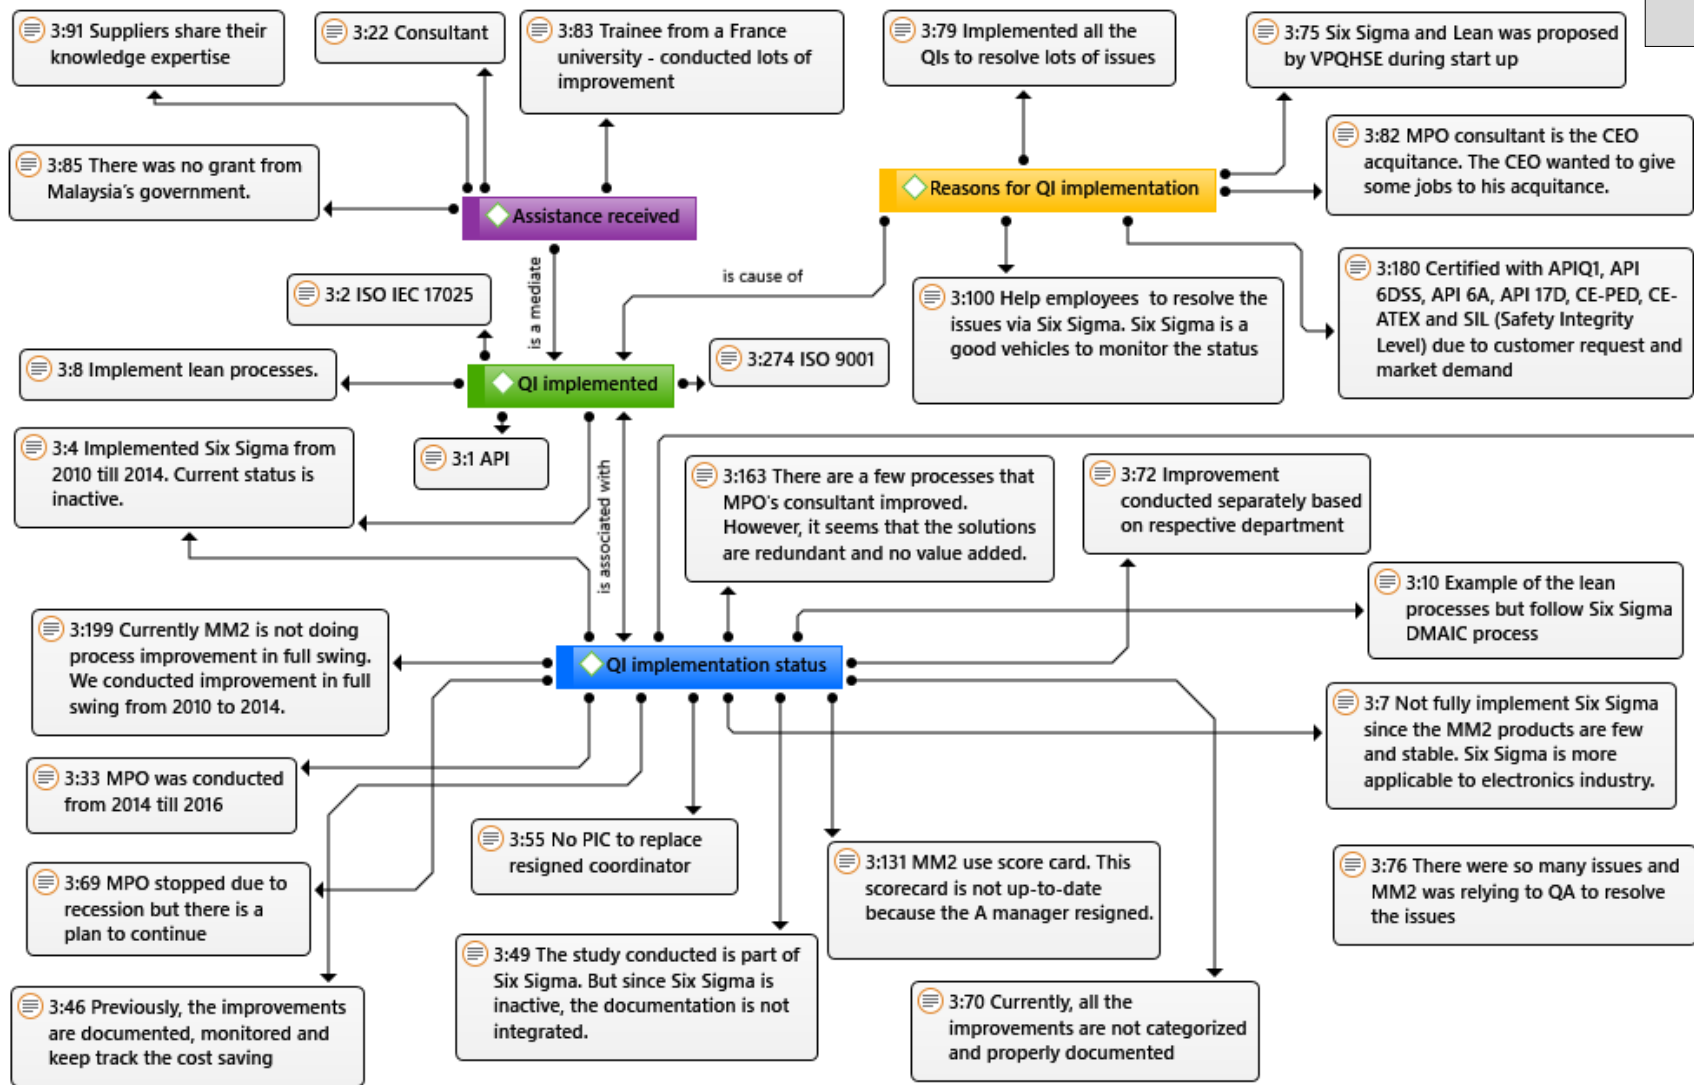 3:91 Suppliers share their
knowledge expertise
3:22 Consultant
3:83 Trainee from a France
university - conducted lots of
improvement
3:79 Implemented all the
QIs to resolve lots of issues
3:75 Six Sigma and Lean was proposed
by VPQHSE during start up
3:85 There was no grant from
Malaysia's government.
3:82 MPO consultant is the CEO
acquitance. The CEO wanted to give
some jobs to his acquitance.
Assistance received
Reasons for QI implementation
is a mediate
is cause of
3:2 ISO IEC 17025
3:100 Help employees to resolve the
issues via Six Sigma. Six Sigma is a
good vehicles to monitor the status
3:180 Certified with APIQ1, API
6DSS, API 6A, API 17D, CE-PED, CE-
ATEX and SIL (Safety Integrity
Level) due to customer request and
market demand
3:8 Implement lean processes.
QI implemented
3:274 ISO 9001
3:4 Implemented Six Sigma from
2010 till 2014. Current status is
inactive.
3:1 API
is associated with
3:163 There are a few processes that
MPO's consultant improved.
However, it seems that the solutions
are redundant and no value added.
3:72 Improvement
conducted separately based
on respective department
3:10 Example of the lean
processes but follow Six Sigma
DMAIC process
3:199 Currently MM2 is not doing
process improvement in full swing.
We conducted improvement in full
swing from 2010 to 2014.
QI implementation status
3:7 Not fully implement Six Sigma
since the MM2 products are few
and stable. Six Sigma is more
applicable to electronics industry.
3:33 MPO was conducted
from 2014 till 2016
3:55 No PIC to replace
resigned coordinator
3:131 MM2 use score card. This
scorecard is not up-to-date
because the A manager resigned.
3:76 There were so many issues and
MM2 was relying to QA to resolve
the issues
3:69 MPO stopped due to
recession but there is a
plan to continue
3:49 The study conducted is part of
Six Sigma. But since Six Sigma is
inactive, the documentation is not
integrated.
3:46 Previously, the improvements
are documented, monitored and
keep track the cost saving
3:70 Currently, all the
improvements are not categorized
and properly documented